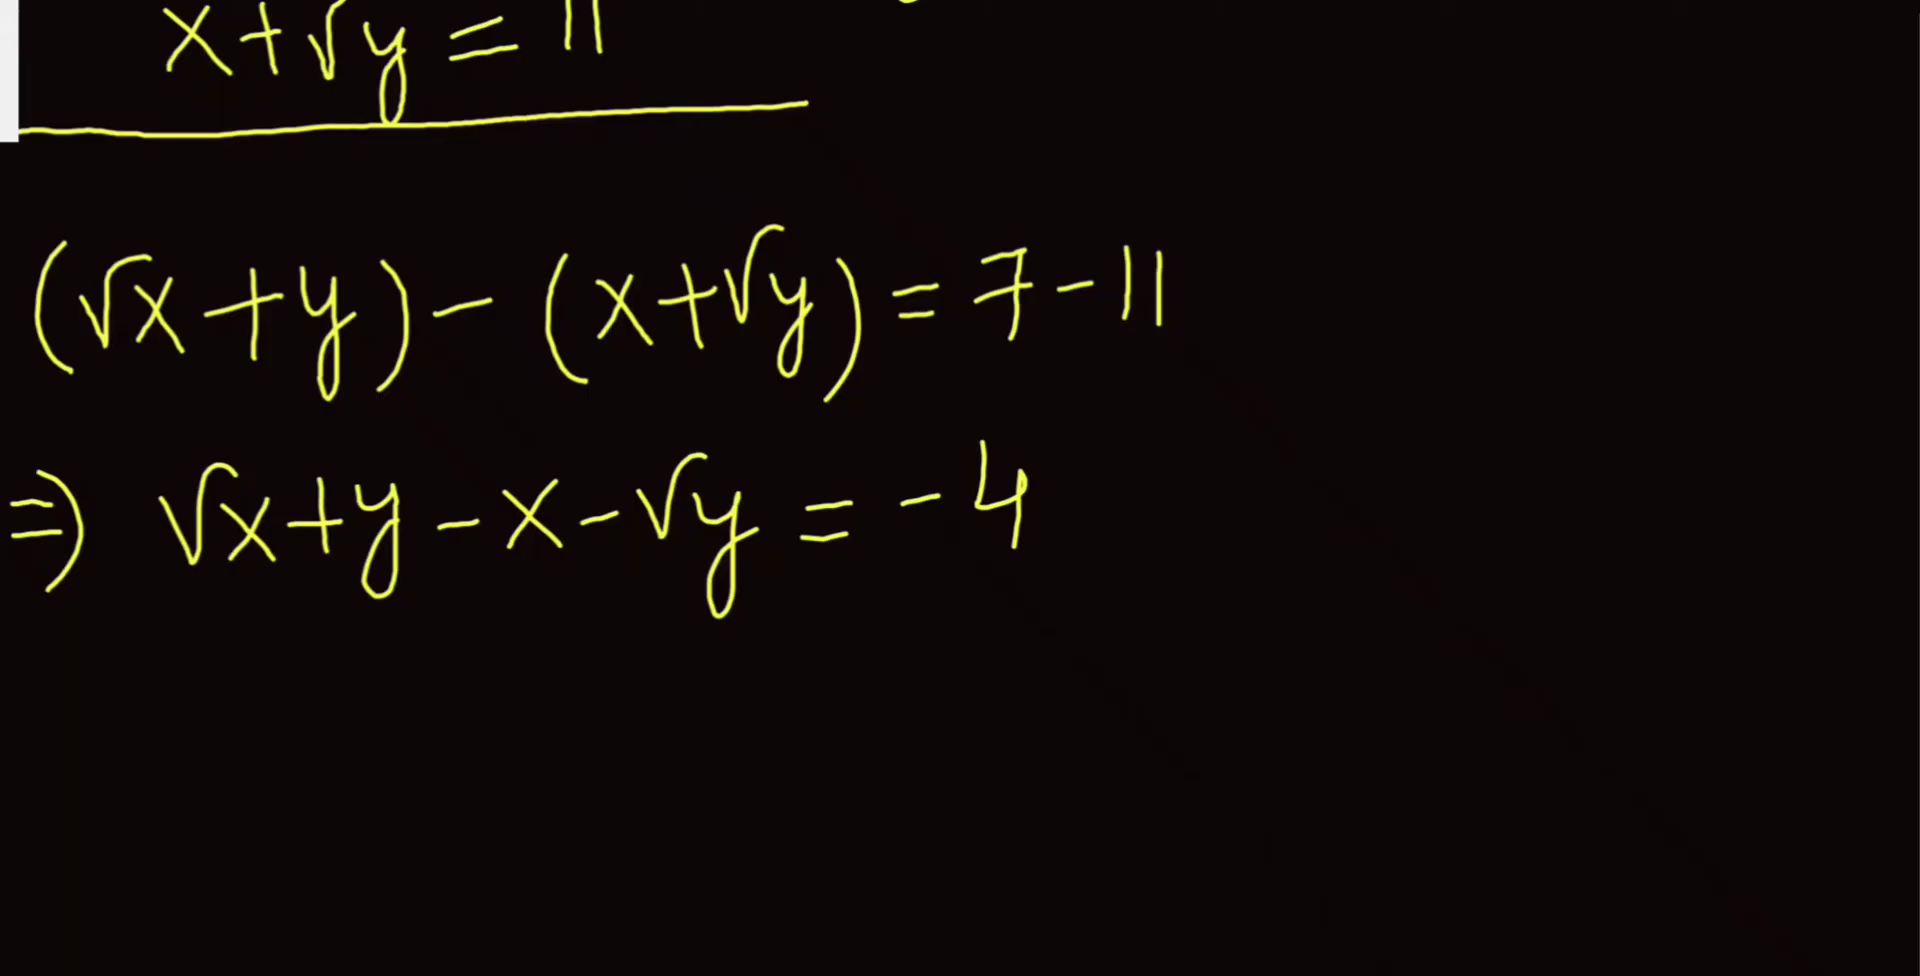 x+√y=11
(√x+y)-(x+√y)=7-11
⇒ √x+y-x-√y=-4